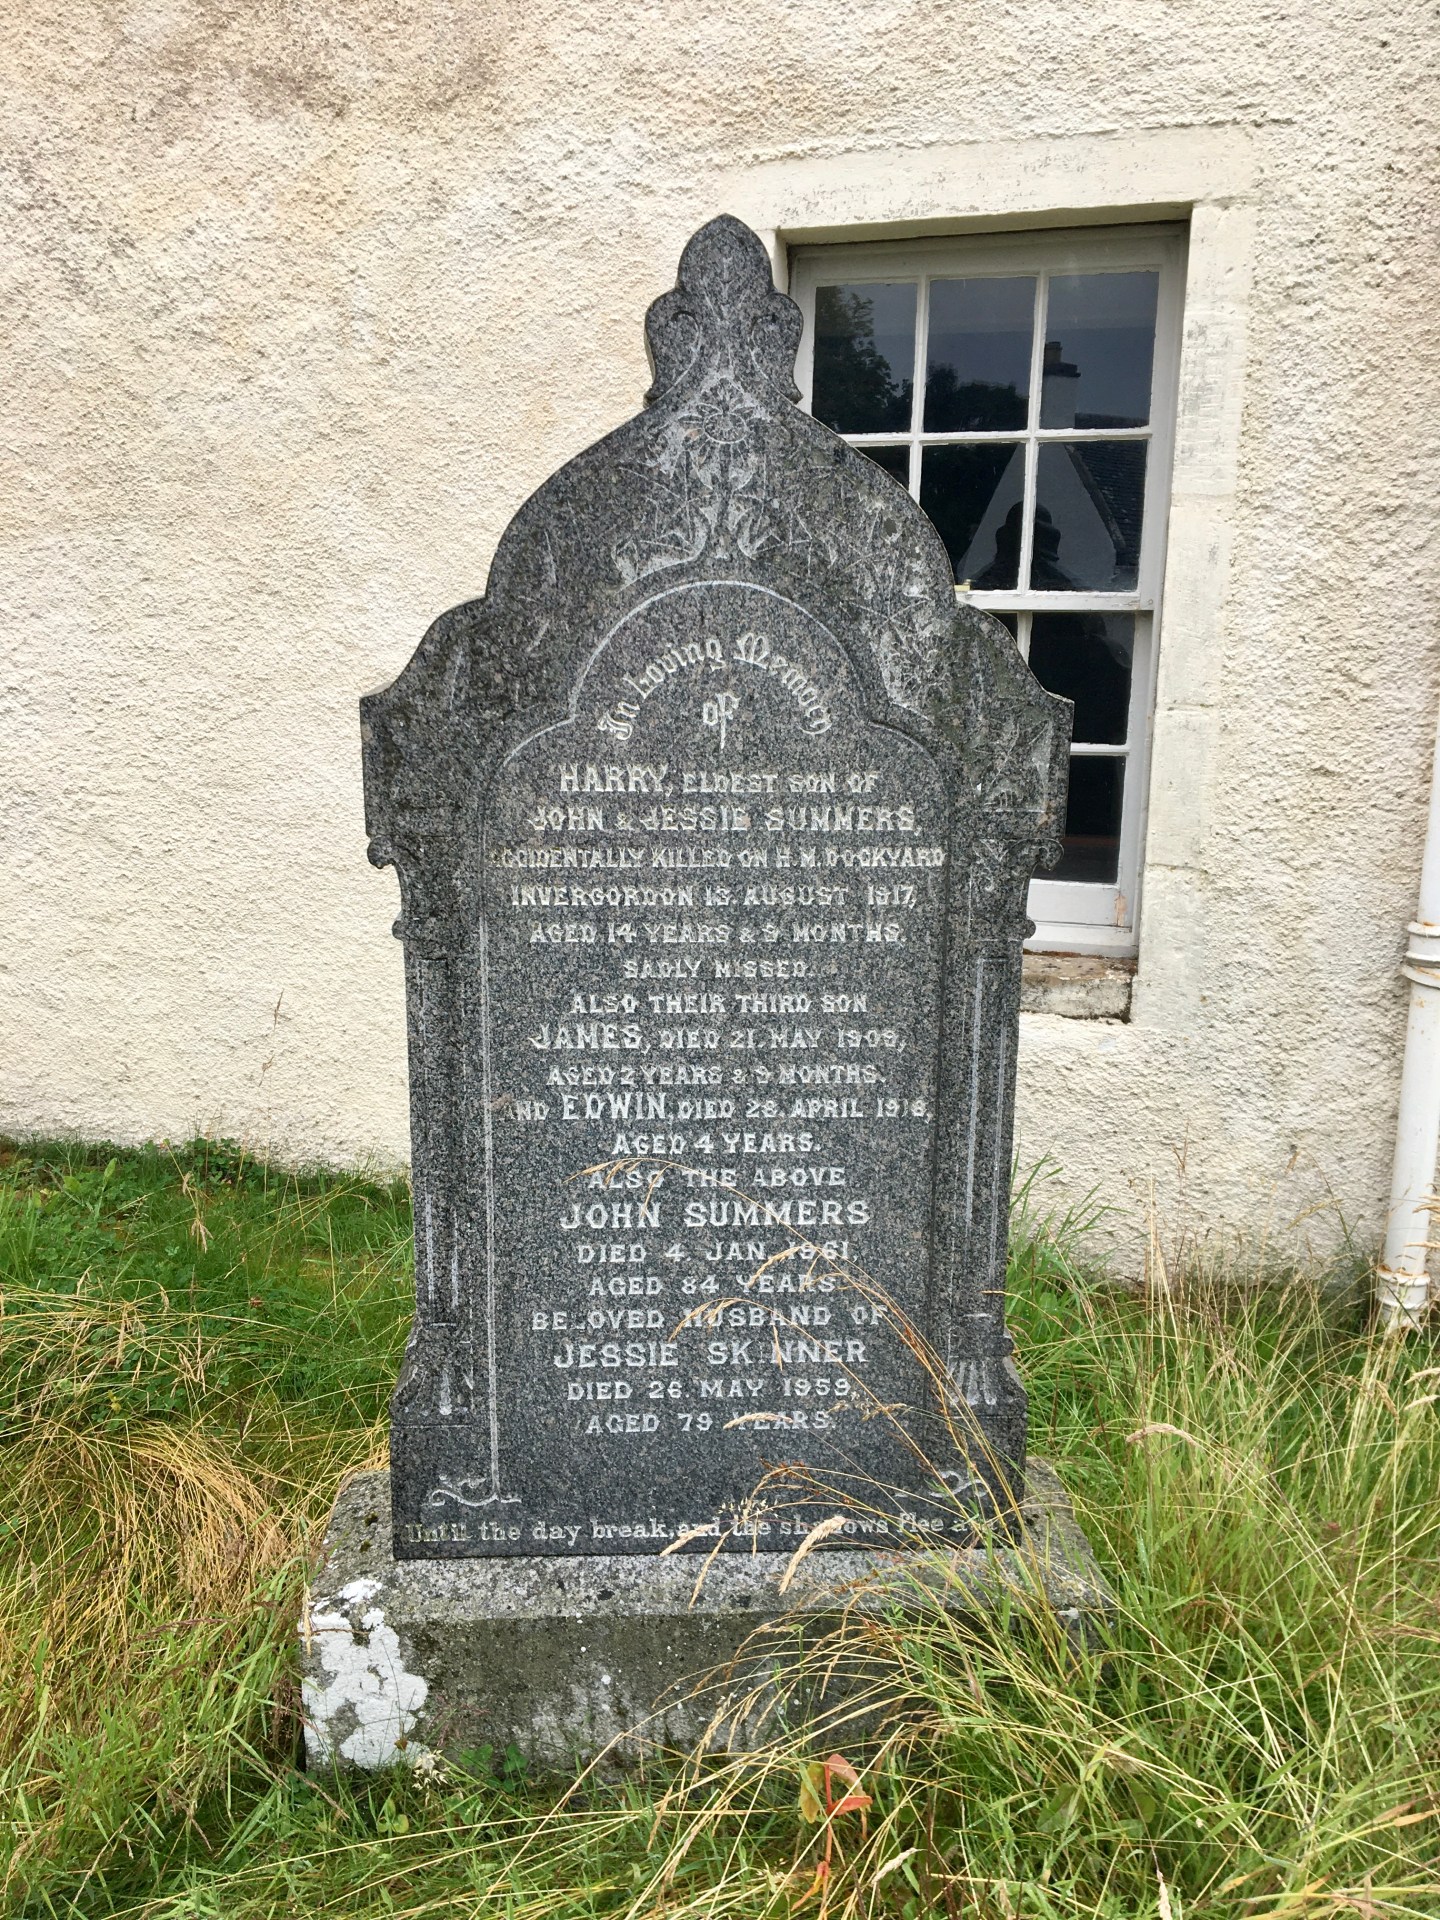 In Loving Memory
of
HARRY, ELDEST SON OF
JOHN & JESSIE SUMMERS,
ACCIDENTALLY KILLED ON H.M. DOCKYARD
INVERGORDON 13. AUGUST 1917,
AGED 14 YEARS & 9 MONTHS.
SADLY MISSED.
ALSO THEIR THIRD SON
JAMES, DIED 21. MAY 1909,
AGED 2 YEARS & 9 MONTHS.
AND EDWIN, DIED 28. APRIL
AGED 4 YEARS.
ALSO THE ABOVE
JOHN SUMMERS
DIED 4. JAN. 1961.
AGED 84 YEARS
BELOVED HUSBAND OF
JESSIE SKINNER
DIED 26. MAY 1959,
AGED 79 YEARS.
Until the day break, and the shadows flee